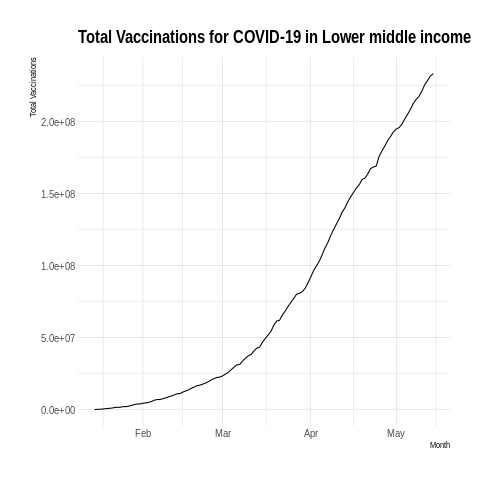 Total Vaccinations for COVID-19 in Lower middle income
Total Vaccinations
2.0e+08
1.5e+08
1.0e+08
5.0e+07
0.0e+00
Feb Mar Apr May
Month